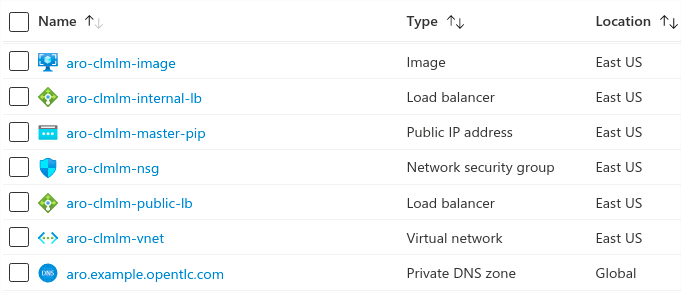 Name Type Location
aro-clmlm-image Image East US
aro-clmlm-internal-lb Load balancer East US
aro-clmlm-master-pip Public IP address East US
aro-clmlm-nsg Network security group East US
aro-clmlm-public-lb Load balancer East US
aro-clmlm-vnet Virtual network East US
DNS aro.example.opentlc.com Private DNS zone Global